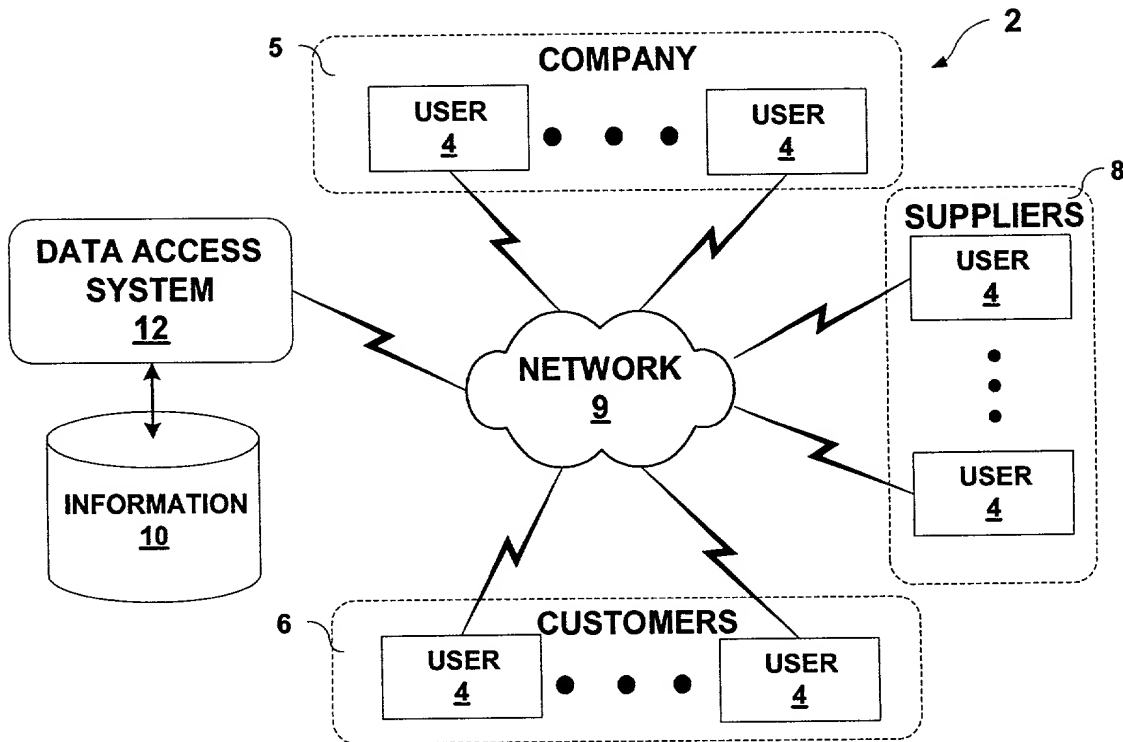 2
5
COMPANY
USER
4
USER
4
8
SUPPLIERS
USER
4
USER
4
DATA ACCESS
SYSTEM
12
NETWORK
9
INFORMATION
10
6
CUSTOMERS
USER
4
USER
4